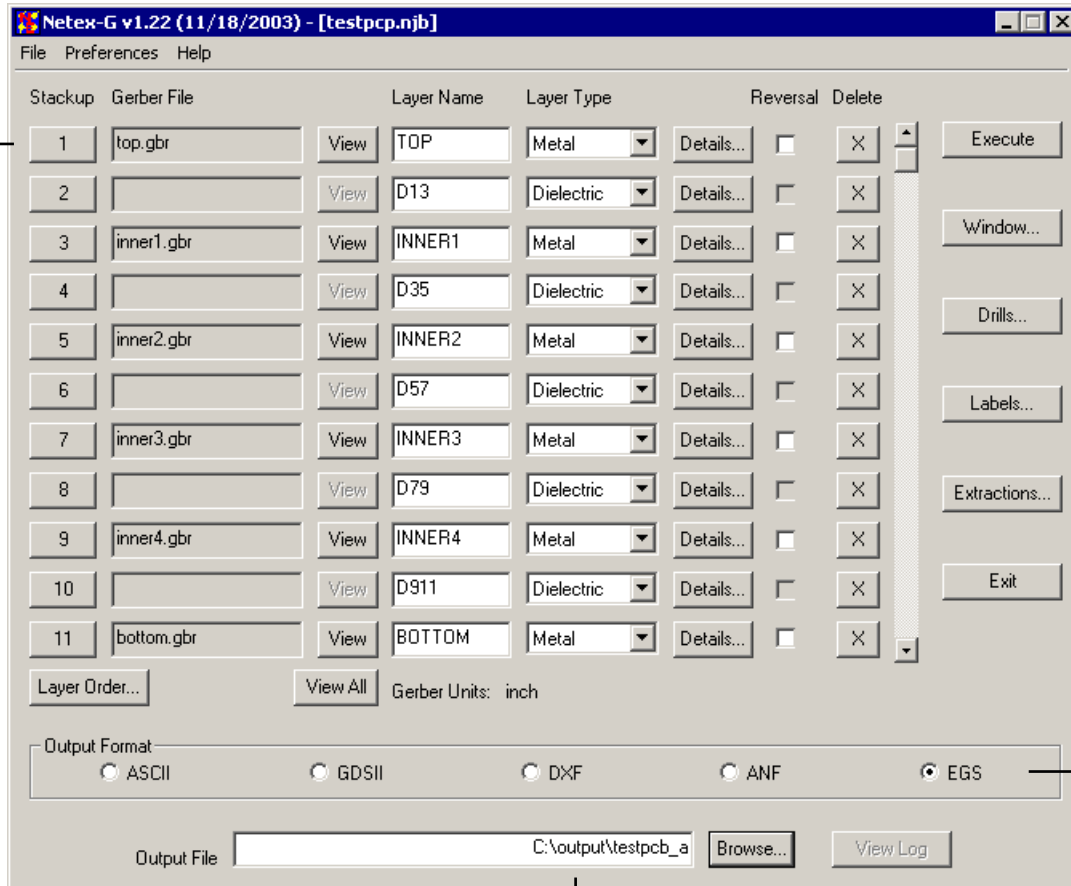 Netex-G v1.22 (11/18/2003) - [testpcp.njb]
File Preferences Help
Stackup Gerber File Layer Name Layer Type Reversal Delete
1 top.gbr View TOP Metal Details... X Execute
2 View D13 Dielectric Details... X
3 inner1.gbr View INNER1 Metal Details... X Window...
4 View D35 Dielectric Details... X
5 inner2.gbr View INNER2 Metal Details... X Drills...
6 View D57 Dielectric Details... X Labels...
7 inner3.gbr View INNER3 Metal Details... X
8 View D79 Dielectric Details... X Extractions...
9 inner4.gbr View INNER4 Metal Details... X
10 View D911 Dielectric Details... X Exit
11 bottom.gbr View BOTTOM Metal Details... X
Layer Order... View All Gerber Units: inch
Output Format
ASCII GDSII DXF ANF EGS
Output File C:\output\testpcb_a Browse... View Log